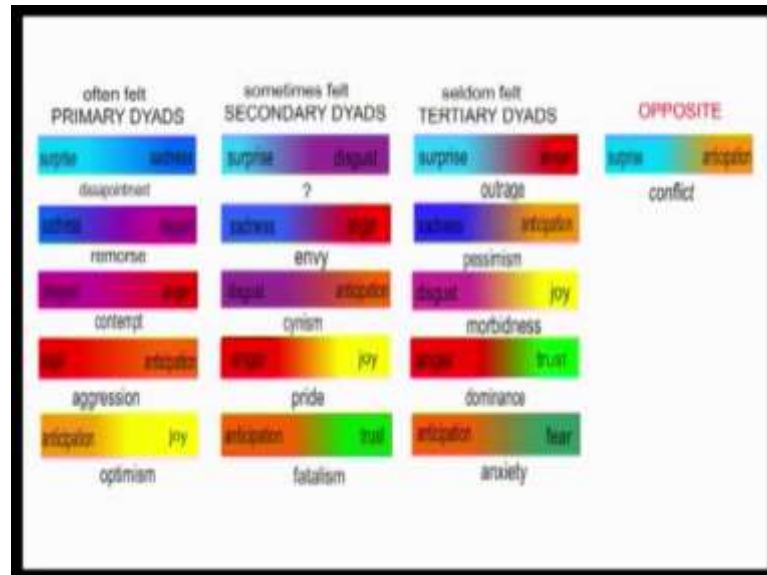 often felt
PRIMARY DYADS
surprise sadness
dissapointment
sadness disgust
remorse
disgust anger
contempt
anger anticipation
aggression
anticipation joy
optimism
sometimes felt
SECONDARY DYADS
surprise disgust
?
sadness anger
envy
disgust anticipation
cynism
anger joy
pride
anticipation trust
fatalism
seldom felt
TERTIARY DYADS
surprise anger
outrage
sadness anticipation
pessimism
disgust joy
morbidness
anger trust
dominance
anticipation fear
anxiety
OPPOSITE
surprise anticipation
conflict